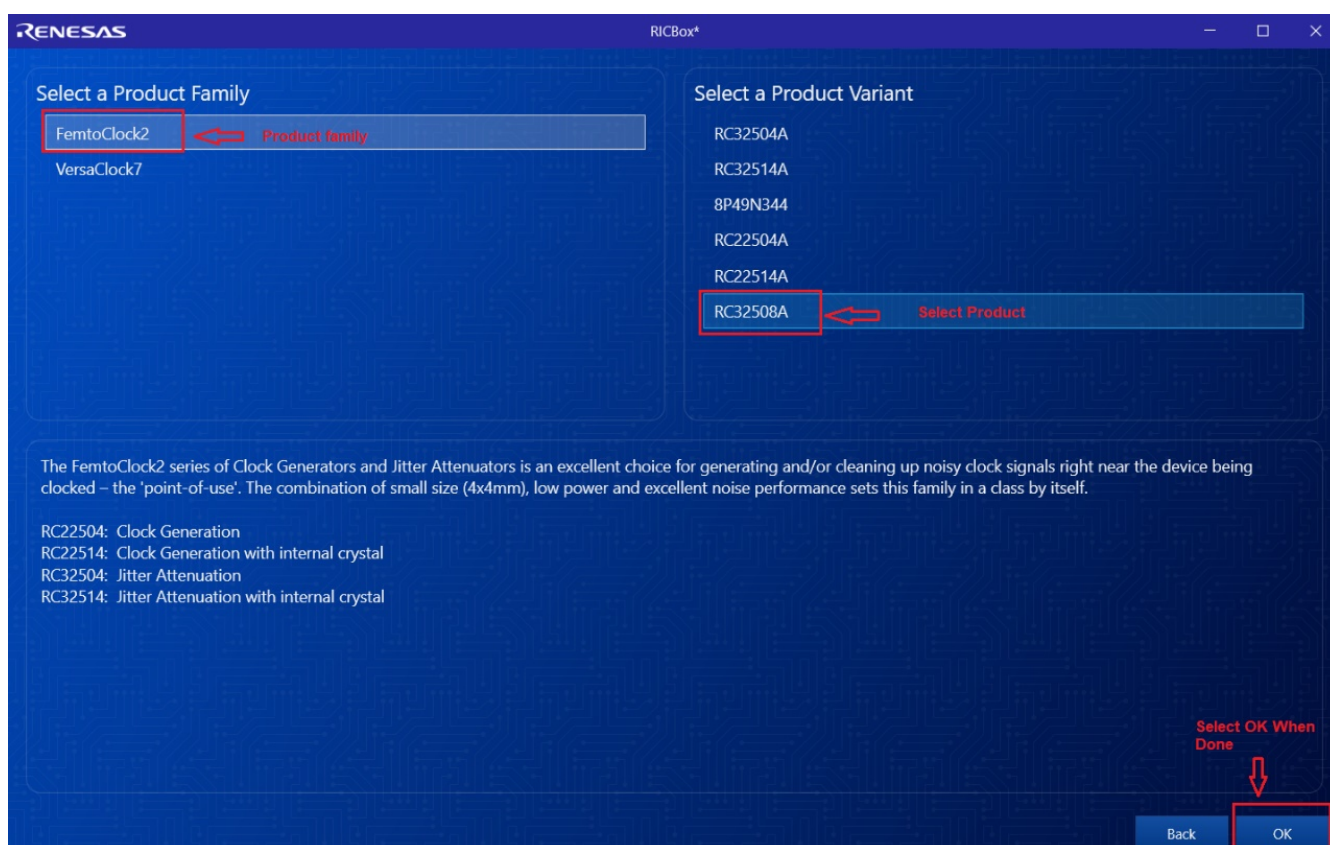 RENESAS
RICBox*
Select a Product Family
FemtoClock2
Product family
VersaClock7
Select a Product Variant
RC32504A
RC32514A
8P49N344
RC22504A
RC22514A
RC32508A
Select Product
The FemtoClock2 series of Clock Generators and Jitter Attenuators is an excellent choice for generating and/or cleaning up noisy clock signals right near the device being
clocked – the 'point-of-use'. The combination of small size (4x4mm), low power and excellent noise performance sets this family in a class by itself.
RC22504: Clock Generation
RC22514: Clock Generation with internal crystal
RC32504: Jitter Attenuation
RC32514: Jitter Attenuation with internal crystal
Select OK When
Done
Back
OK